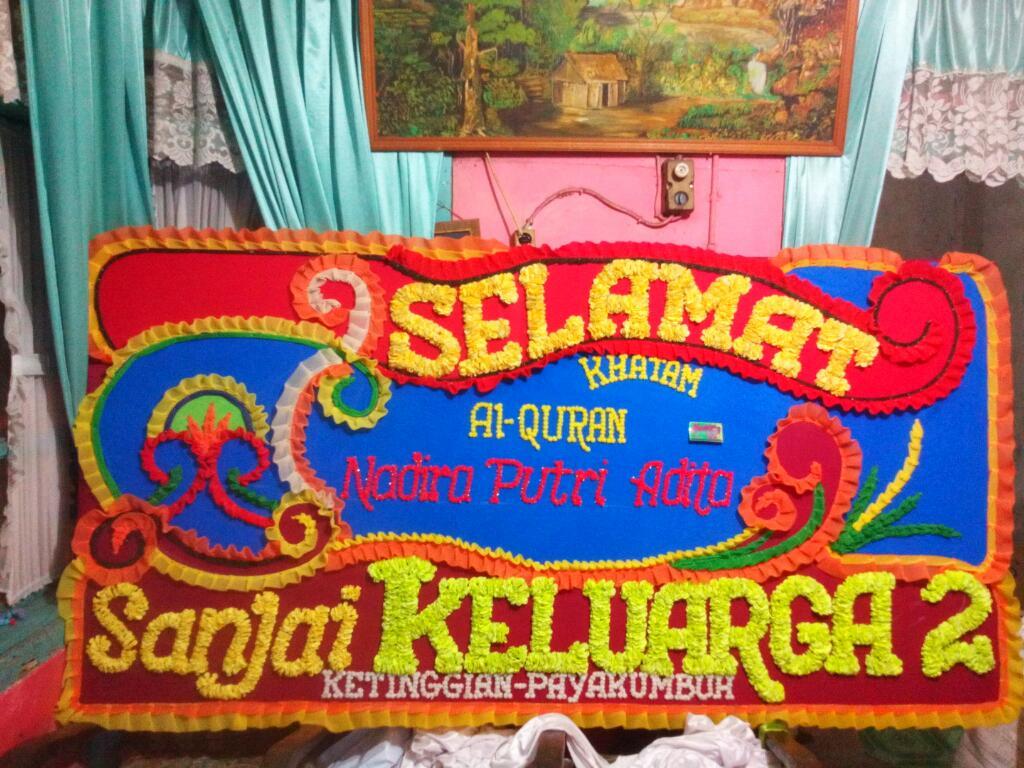 SELAMAT
KHATAM
Al-QURAN
Nadira Putri Adita
Sanjai KELUARGA 2
KETINGGIAN-PAYAKUMBUH